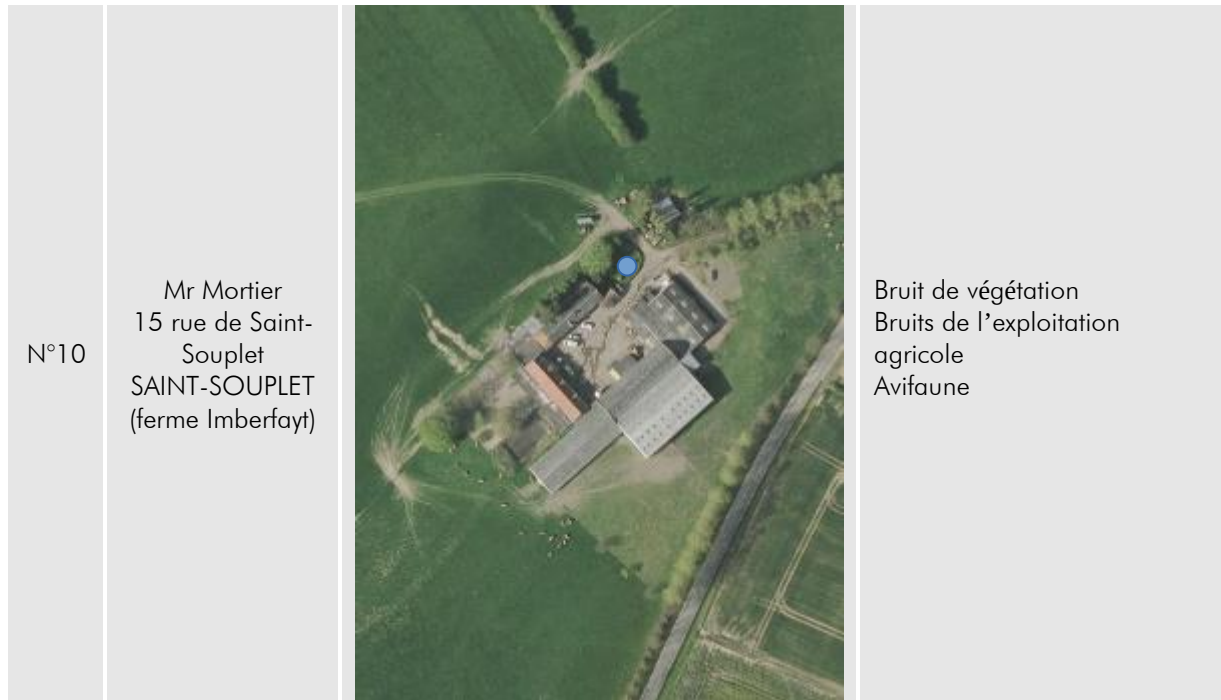 N°10
Mr Mortier
15 rue de Saint-
Souplet
SAINT-SOUPLET
(ferme Imberfayt)
Bruit de végétation
Bruits de l’exploitation
agricole
Avifaune